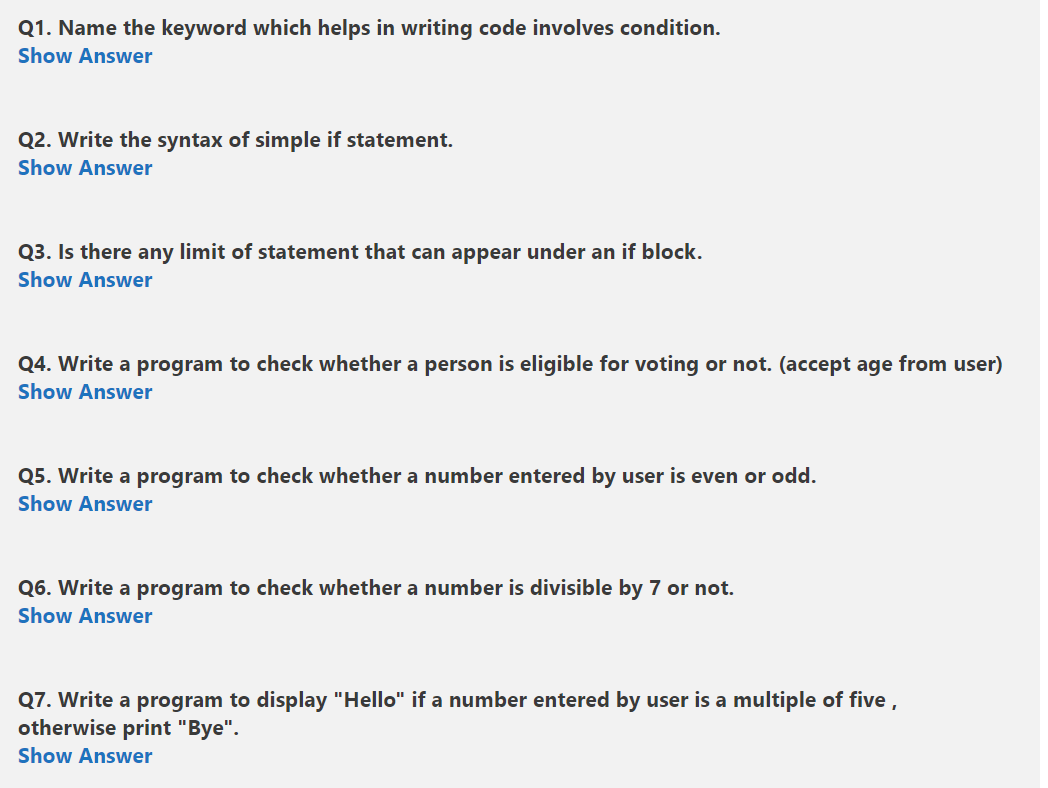 Q1. Name the keyword which helps in writing code involves condition.
Show Answer
Q2. Write the syntax of simple if statement.
Show Answer
Q3. Is there any limit of statement that can appear under an if block.
Show Answer
Q4. Write a program to check whether a person is eligible for voting or not. (accept age from user)
Show Answer
Q5. Write a program to check whether a number entered by user is even or odd.
Show Answer
Q6. Write a program to check whether a number is divisible by 7 or not.
Show Answer
Q7. Write a program to display "Hello" if a number entered by user is a multiple of five ,
otherwise print "Bye".
Show Answer